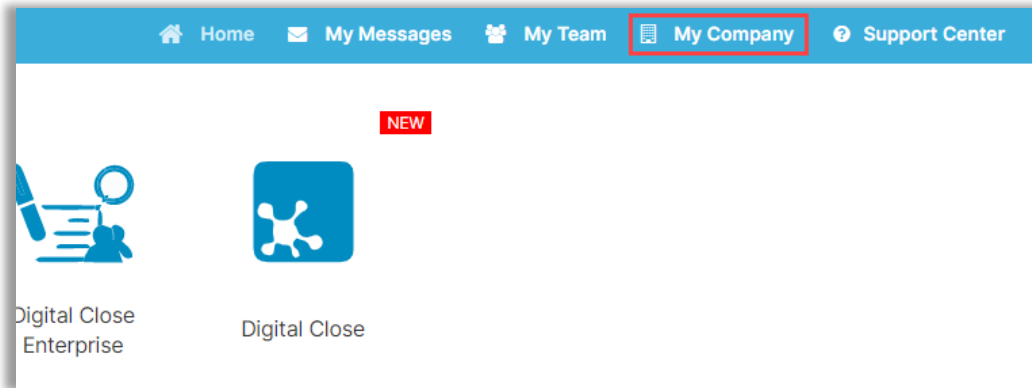 Home My Messages My Team My Company Support Center
NEW
Digital Close
Enterprise
Digital Close